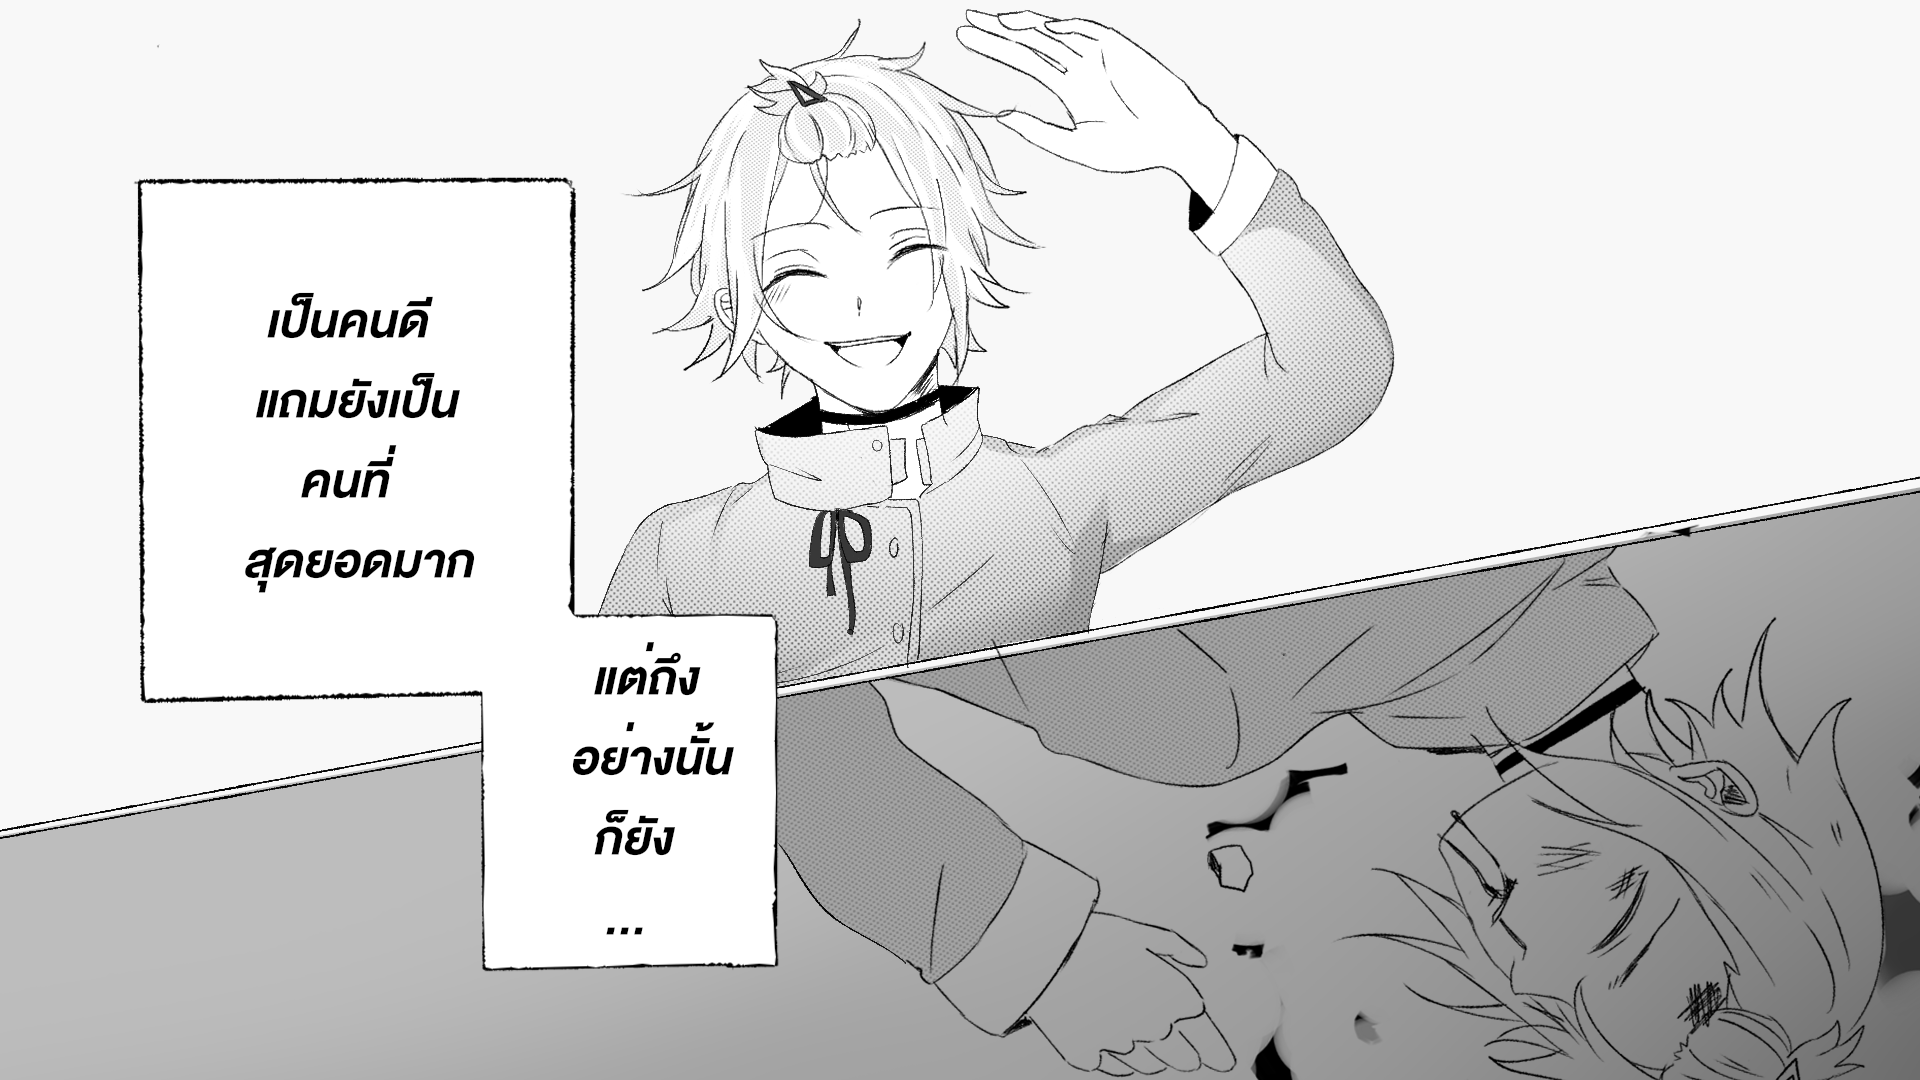 เป็นคนดี
แถมยังเป็น
คนที่
สุดยอดมาก
แต่ถึง
อย่างนั้น
ก็ยัง
...